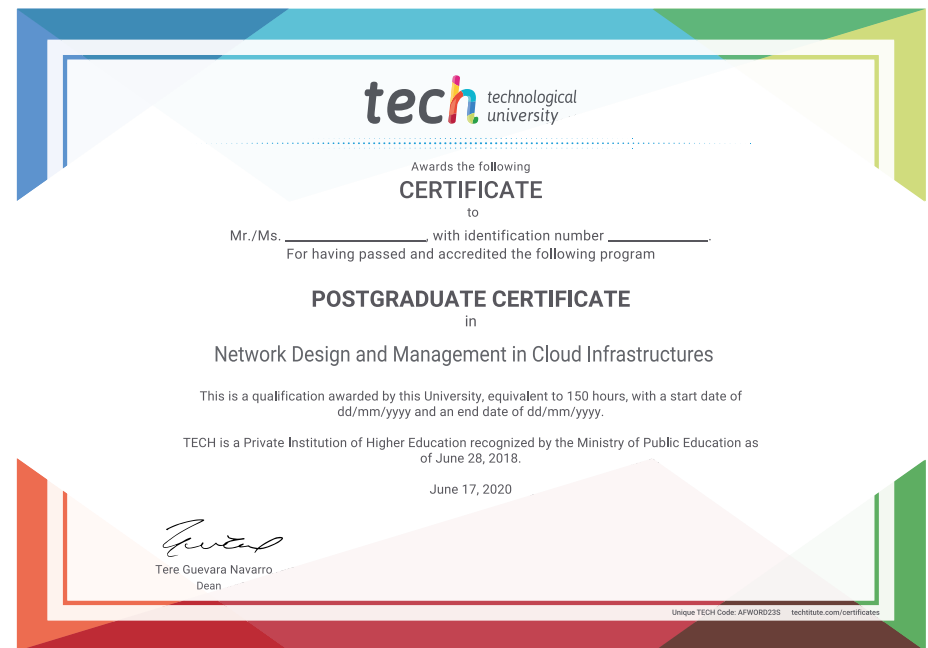 tech technological
university
Awards the following
CERTIFICATE
to
Mr./Ms. ____________________, with identification number ______________.
For having passed and accredited the following program
POSTGRADUATE CERTIFICATE
in
Network Design and Management in Cloud Infrastructures
This is a qualification awarded by this University, equivalent to 150 hours, with a start date of
dd/mm/yyyy and an end date of dd/mm/yyyy.
TECH is a Private Institution of Higher Education recognized by the Ministry of Public Education as
of June 28, 2018.
June 17, 2020
Tere Guevara Navarro
Dean
Unique TECH Code: AFWORD23S techtitute.com/certificates